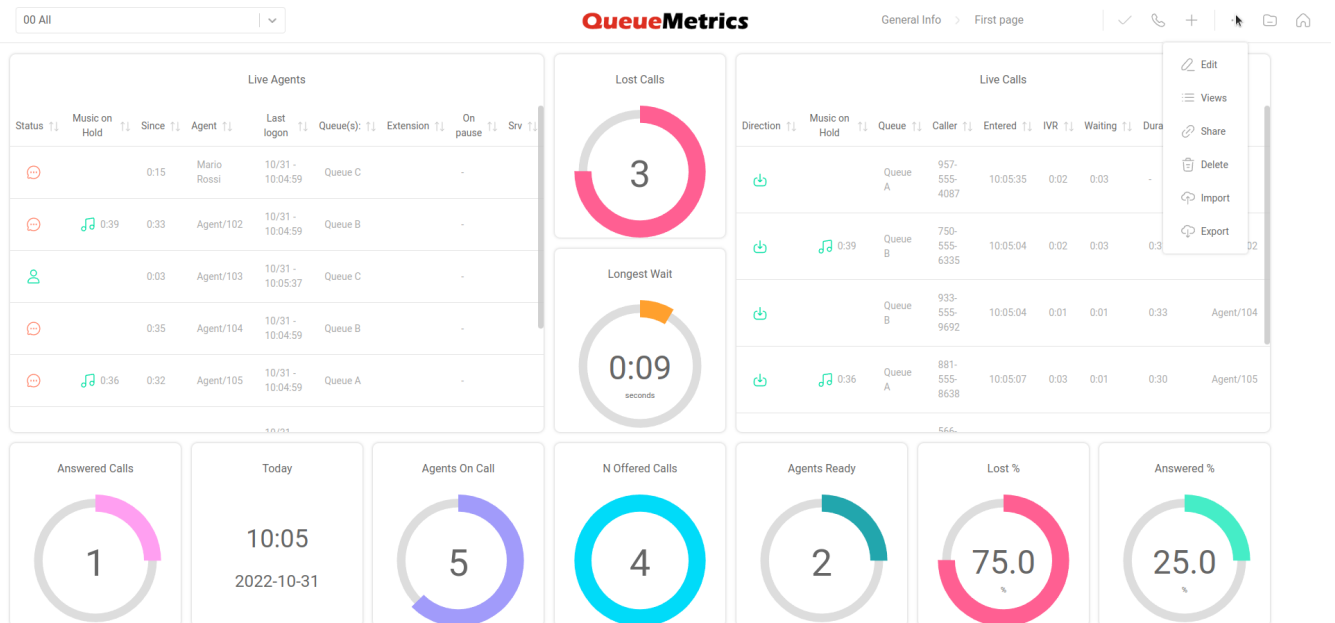 00 All
QueueMetrics
General Info
First page
Edit
Views
Share
Delete
Import
Export
Live Agents
Status Music on Hold Since Agent Last logon Queue(s): Extension On pause Srv
0:15 Mario Rossi 10/31 - 10:04:59 Queue C -
0:39 0:33 Agent/102 10/31 - 10:04:59 Queue B -
0:03 Agent/103 10/31 - 10:05:37 Queue C -
0:35 Agent/104 10/31 - 10:04:59 Queue B -
0:36 0:32 Agent/105 10/31 - 10:04:59 Queue A -
10/31
Lost Calls
3
Longest Wait
0:09
seconds
Live Calls
Direction Music on Hold Queue Caller Entered IVR Waiting Dura
Queue A 957-555-4087 10:05:35 0:02 0:03 -
0:39 Queue B 750-555-6335 10:05:04 0:02 0:03 0:3 02
Queue B 933-555-9692 10:05:04 0:01 0:01 0:33 Agent/104
0:36 Queue A 881-555-8638 10:05:07 0:03 0:01 0:30 Agent/105
566-
Answered Calls
1
Today
10:05
2022-10-31
Agents On Call
5
N Offered Calls
4
Agents Ready
2
Lost %
75.0
%
Answered %
25.0
%